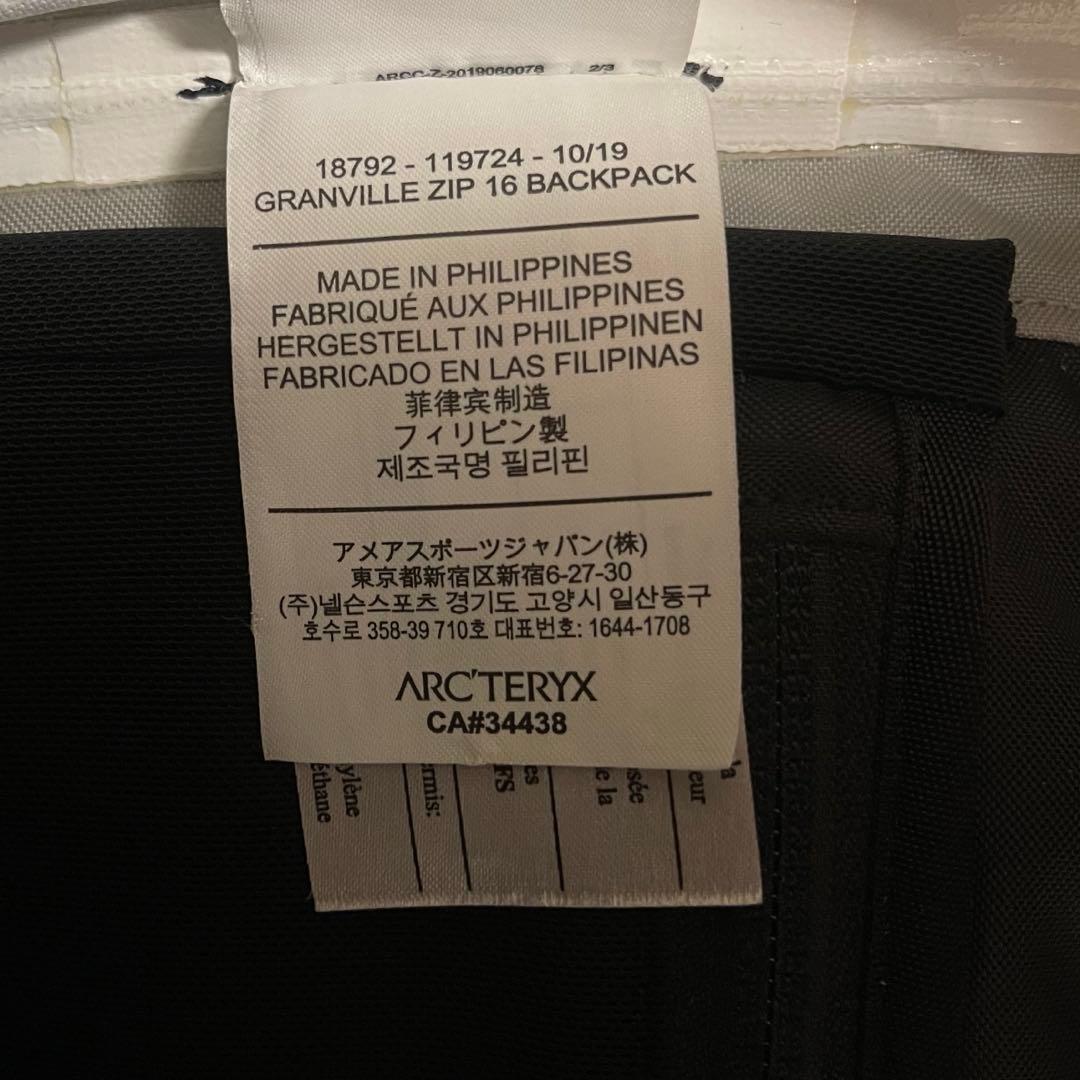 ARCC-Z-2019060078 2/3
18792 - 119724 - 10/19
GRANVILLE ZIP 16 BACKPACK
MADE IN PHILIPPINES
FABRIQUÉ AUX PHILIPPINES
HERGESTELLT IN PHILIPPINEN
FABRICADO EN LAS FILIPINAS
菲律宾制造
フィリピン製
제조국명 필리핀
アメアスポーツジャパン(株)
東京都新宿区新宿6-27-30
(주)넬슨스포츠 경기도 고양시 일산동구
호수로 358-39 710호 대표번호: 1644-1708
ARC'TERYX
CA#34438